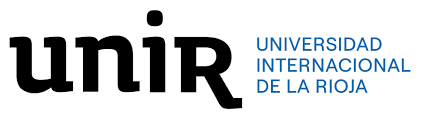 uniR
UNIVERSIDAD
INTERNACIONAL
DE LA RIOJA